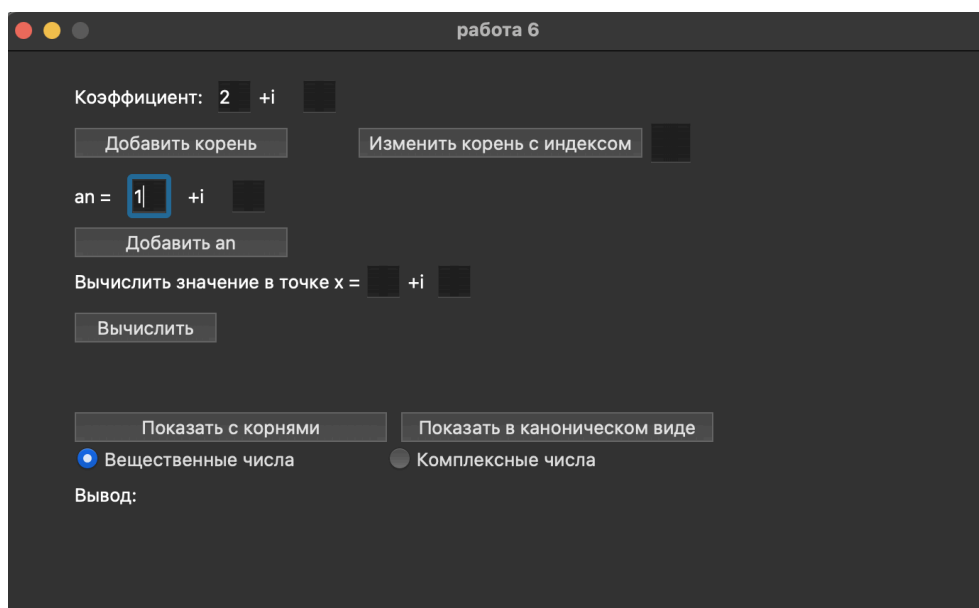 работа 6
Коэффициент: 2 +i
Добавить корень Изменить корень с индексом
an = 1 +i
Добавить an
Вычислить значение в точке x = +i
Вычислить
Показать с корнями Показать в каноническом виде
Вещественные числа Комплексные числа
Вывод: